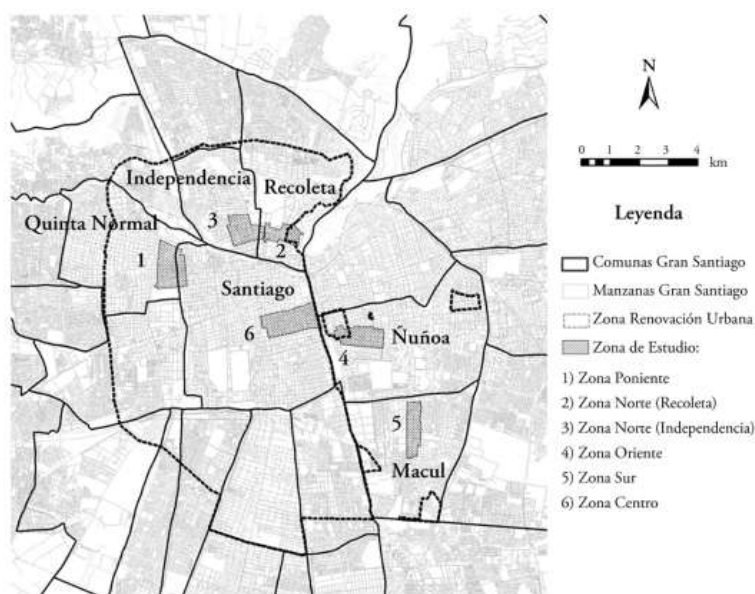 Independencia
Recoleta
Quinta Normal
3
2
1
Santiago
6
4
Ñuñoa
5
Macul
N
0 1 2 3 4
km
Leyenda
Comunas Gran Santiago
Manzanas Gran Santiago
Zona Renovación Urbana
Zona de Estudio:
1) Zona Poniente
2) Zona Norte (Recoleta)
3) Zona Norte (Independencia)
4) Zona Oriente
5) Zona Sur
6) Zona Centro